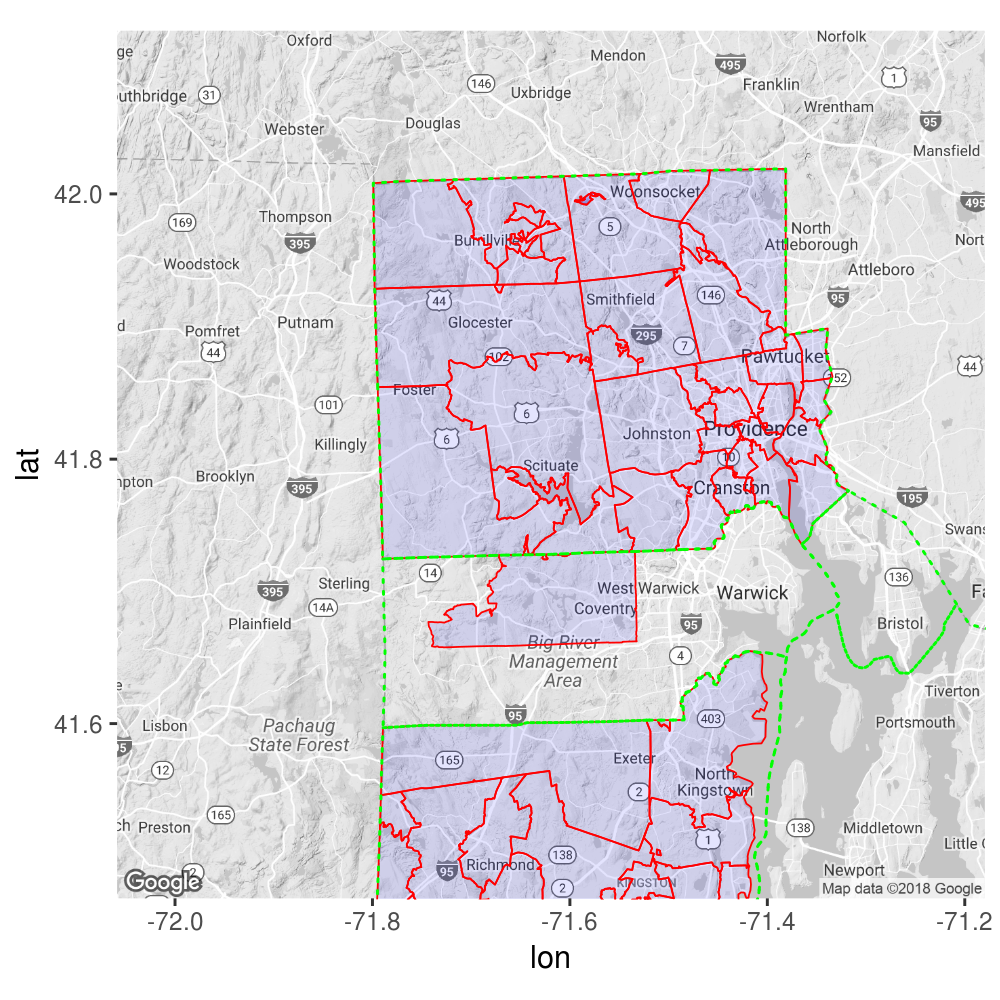 Oxford
Norfolk
ge
Mendon
495
1
146
Franklin
outhbridge
31
Uxbridge
Wrentham
95
Webster
Douglas
Mansfield
42.0
Woonsocket
495
Thompson
169
5
North
Attleborough
395
Burrillville
Nort
Woodstock
Attleboro
44
Smithfield
146
95
d
Pomfret
Putnam
Glocester
295
44
102
7
Pawtucket
44
Foster
152
101
6
6
Johnston
Providence
Killingly
41.8
10
Scituate
mpton
Brooklyn
395
Cranston
195
Swans
14
Sterling
West Warwick
136
395
14A
Coventry
Warwick
Fa
Plainfield
95
Bristol
Big River
Management
Area
4
e
Tiverton
41.6
95
403
Lisbon
Pachaug
State Forest
Portsmouth
95
165
Exeter
12
North
Kingstown
2
165
ch
Preston
1
138
Middletown
Little C
138
Richmond
95
Newport
2
KINGSTON
2
Google
Map data ©2018 Google
-72.0
-71.8
-71.6
-71.4
-71.2
lon
lat